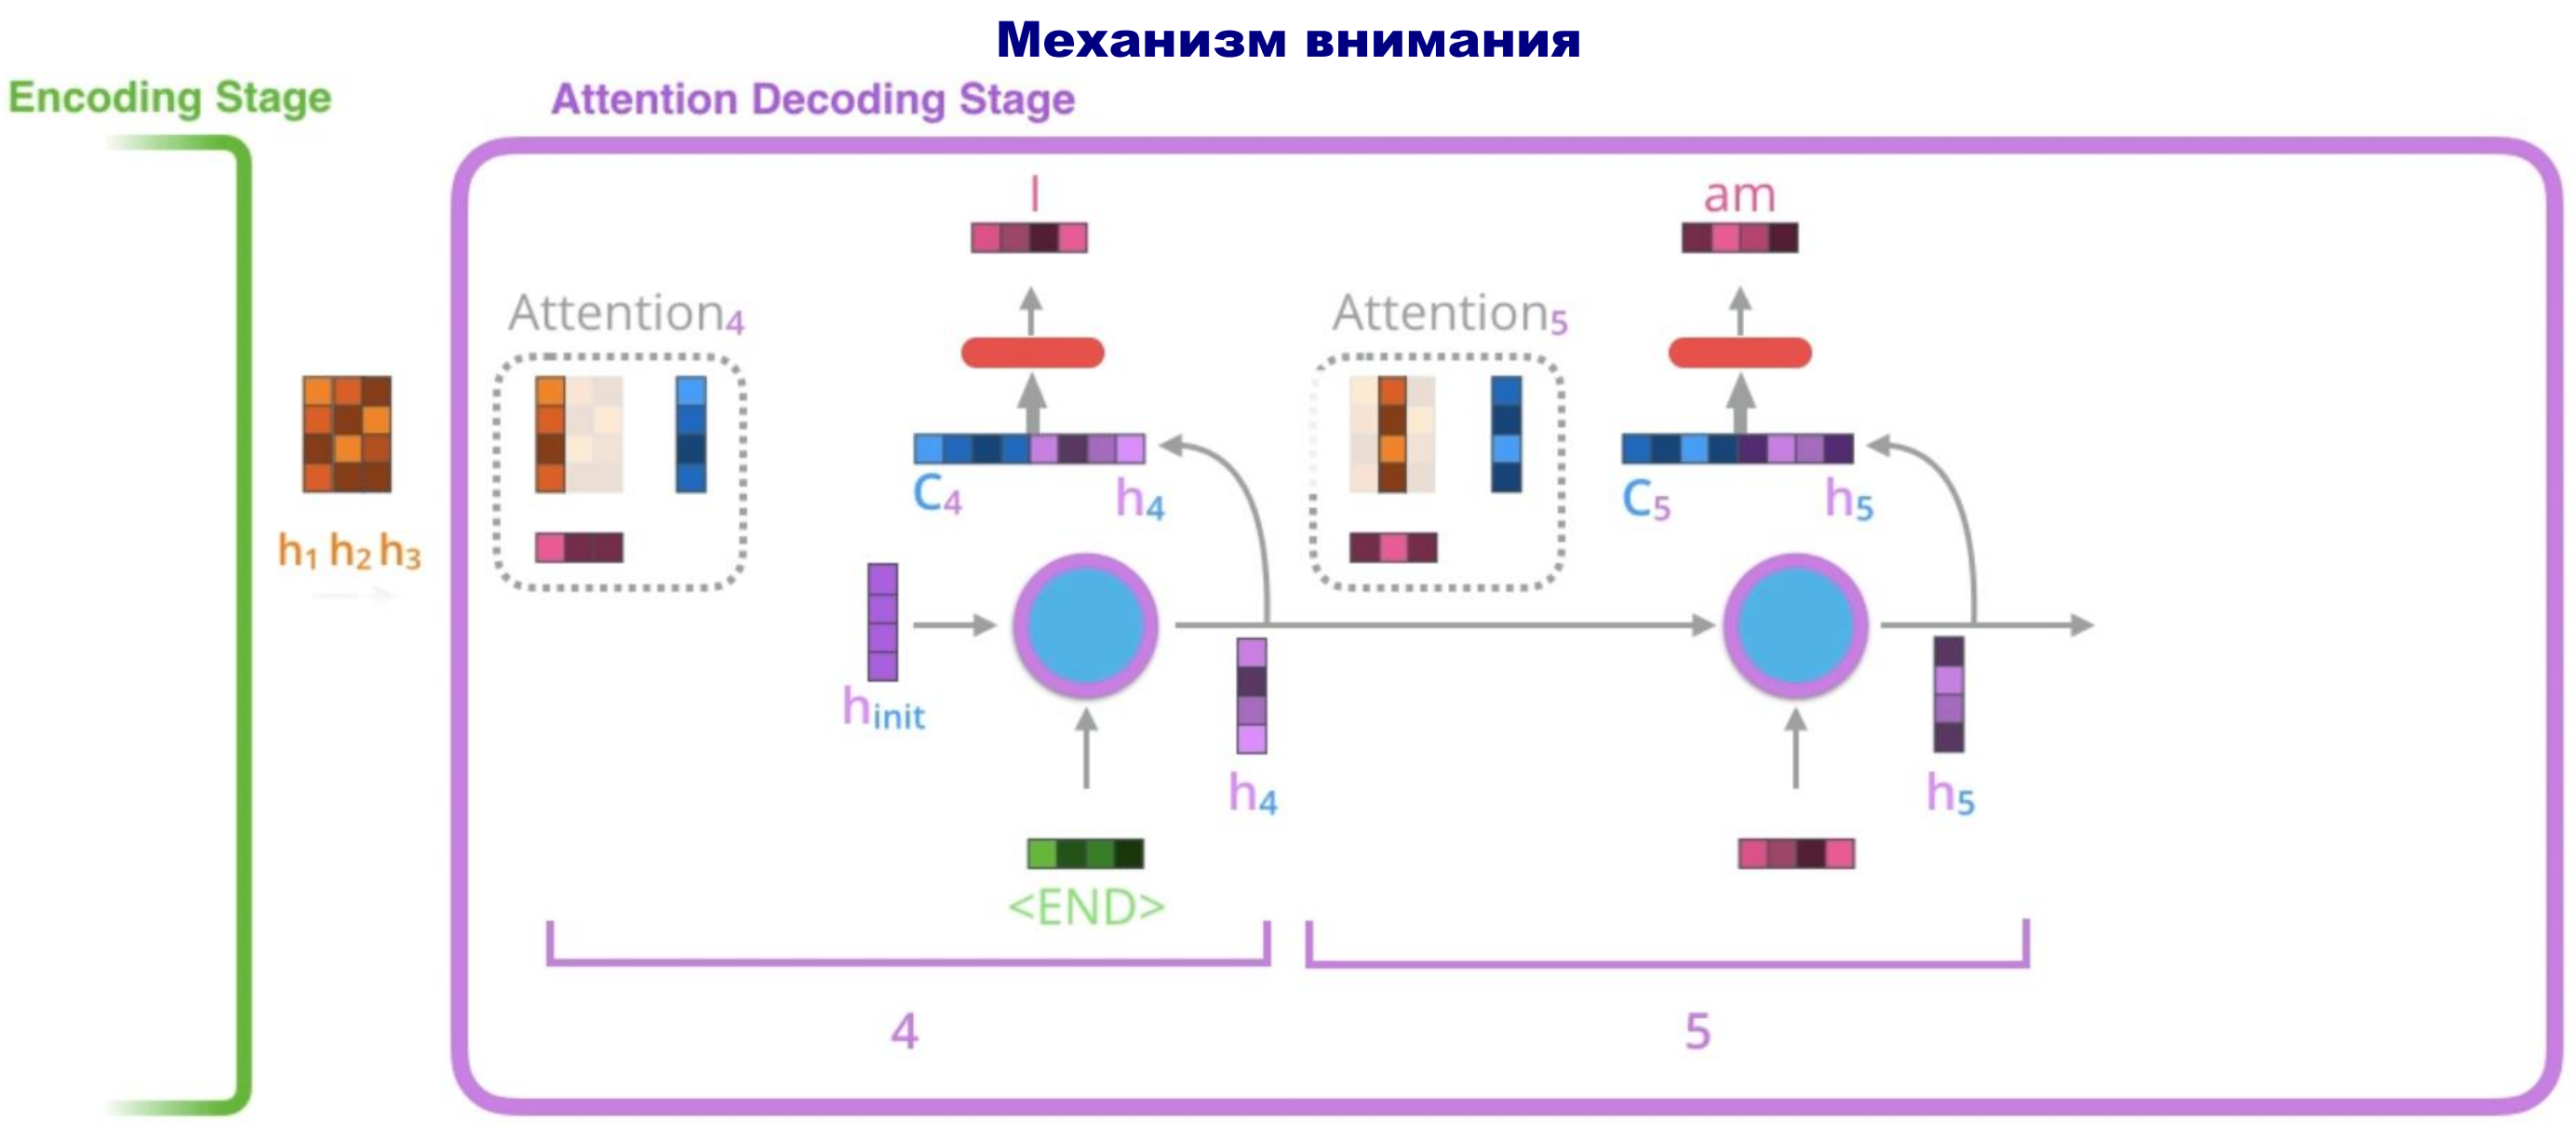 Механизм внимания
Encoding Stage
Attention Decoding Stage
I
am
Attention4
Attention5
C4
h4
C5
h5
h1 h2 h3
hinit
h4
h5
<END>
4
5